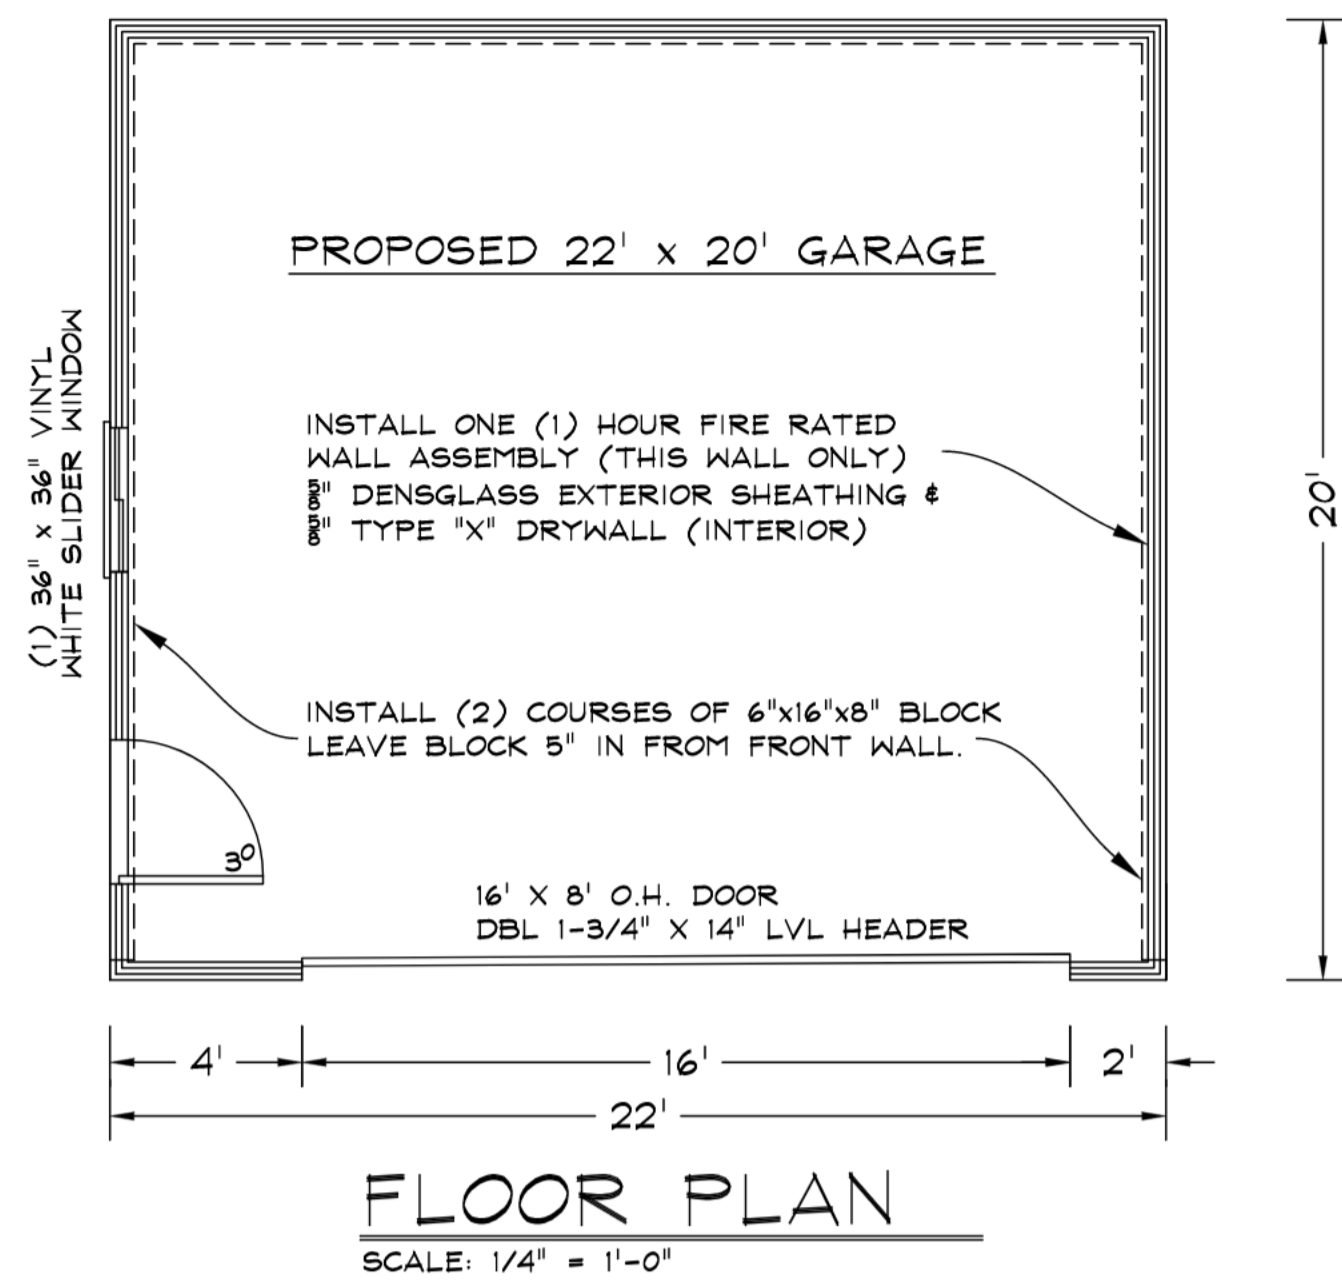 PROPOSED 22' x 20' GARAGE
(1) 36" x 36" VINYL
WHITE SLIDER WINDOW
INSTALL ONE (1) HOUR FIRE RATED
WALL ASSEMBLY (THIS WALL ONLY)
5/8" DENSGLASS EXTERIOR SHEATHING &
5/8" TYPE "X" DRYWALL (INTERIOR)
20'
INSTALL (2) COURSES OF 6"x16"x8" BLOCK
LEAVE BLOCK 5" IN FROM FRONT WALL.
3⁰
16' X 8' O.H. DOOR
DBL 1-3/4" X 14" LVL HEADER
4'
16'
2'
22'
FLOOR PLAN
SCALE: 1/4" = 1'-0"